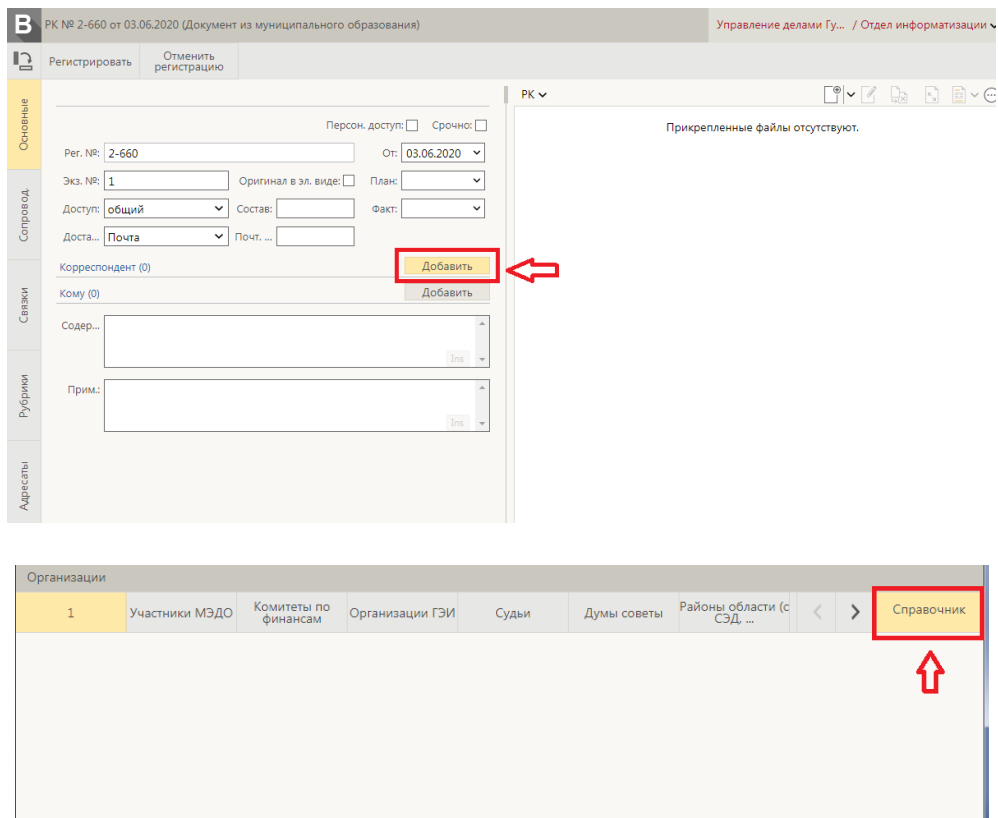 В РК № 2-660 от 03.06.2020 (Документ из муниципального образования) Управление делами Гу... / Отдел информатизации
Регистрировать Отменить регистрацию
РК
Прикрепленные файлы отсутствуют.
Основные
Сопровод.
Связки
Рубрики
Адресаты
Персон. доступ: Срочно:
Рег. №: 2-660 От: 03.06.2020
Экз. №: 1 Оригинал в эл. виде: План:
Доступ: общий Состав: Факт:
Доста... Почта Почт. ...
Корреспондент (0) Добавить
Кому (0) Добавить
Содер...
Ins
Прим.:
Ins
Организации
1 Участники МЭДО Комитеты по финансам Организации ГЭИ Судьи Думы советы Районы области (с СЭД, ... Справочник